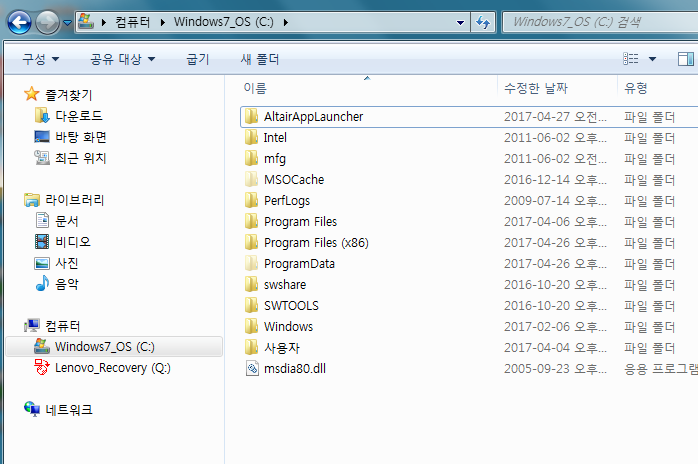 컴퓨터 ▸ Windows7_OS (C:) ▸ Windows7_OS (C:) 검색
구성 공유 대상 굽기 새 폴더
이름 수정한 날짜 유형
즐겨찾기
다운로드
바탕 화면
최근 위치
라이브러리
문서
비디오
사진
음악
컴퓨터
Windows7_OS (C:)
Lenovo_Recovery (Q:)
네트워크
AltairAppLauncher 2017-04-27 오전... 파일 폴더
Intel 2011-06-02 오후... 파일 폴더
mfg 2011-06-02 오전... 파일 폴더
MSOCache 2016-12-14 오후... 파일 폴더
PerfLogs 2009-07-14 오후... 파일 폴더
Program Files 2017-04-06 오후... 파일 폴더
Program Files (x86) 2017-04-26 오후... 파일 폴더
ProgramData 2017-04-26 오후... 파일 폴더
swshare 2016-10-20 오후... 파일 폴더
SWTOOLS 2016-10-20 오후... 파일 폴더
Windows 2017-02-06 오후... 파일 폴더
사용자 2017-04-04 오후... 파일 폴더
msdia80.dll 2005-09-23 오후... 응용 프로그램